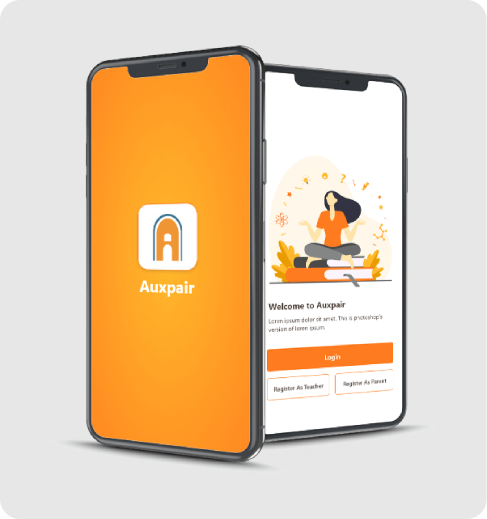 Auxpair
Welcome to Auxpair
Lorem ipsum dolor sit amet. This is photoshop's
version of lorem ipsum
Login
Register As Teacher
Register As Parent